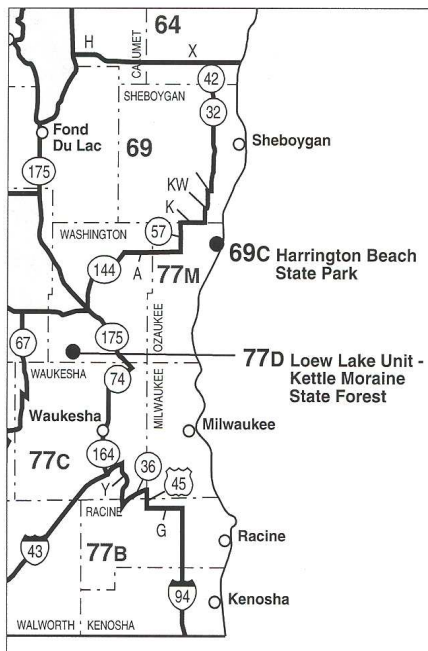 64
H
X
CALUMET
42
SHEBOYGAN
32
Fond
Du Lac
69
Sheboygan
175
KW
K
57
WASHINGTON
69C Harrington Beach
State Park
144
A
77M
OZAUKEE
175
67
77D Loew Lake Unit -
Kettle Moraine
State Forest
WAUKESHA
74
MILWAUKEE
Waukesha
Milwaukee
77C
164
36
Y
45
RACINE
G
Racine
43
77B
94
Kenosha
WALWORTH
KENOSHA